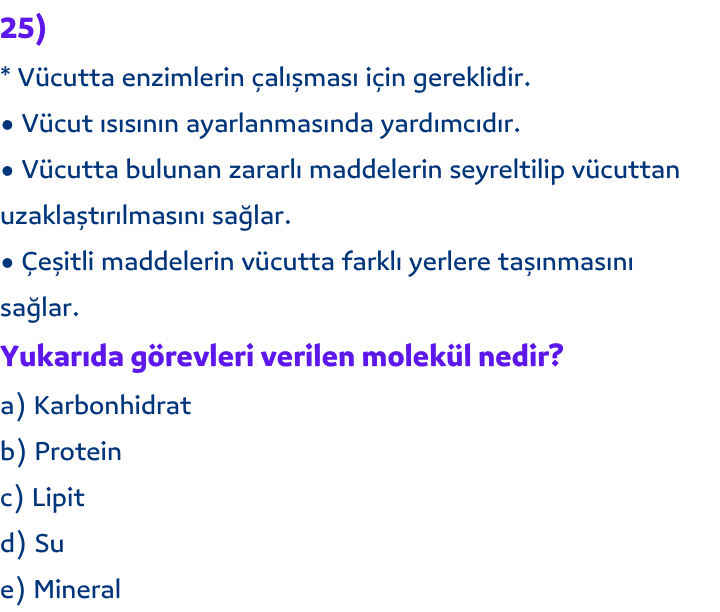 25)
* Vücutta enzimlerin çalışması için gereklidir.
• Vücut ısısının ayarlanmasında yardımcıdır.
• Vücutta bulunan zararlı maddelerin seyreltilip vücuttan
uzaklaştırılmasını sağlar.
• Çeşitli maddelerin vücutta farklı yerlere taşınmasını
sağlar.
Yukarıda görevleri verilen molekül nedir?
a) Karbonhidrat
b) Protein
c) Lipit
d) Su
e) Mineral